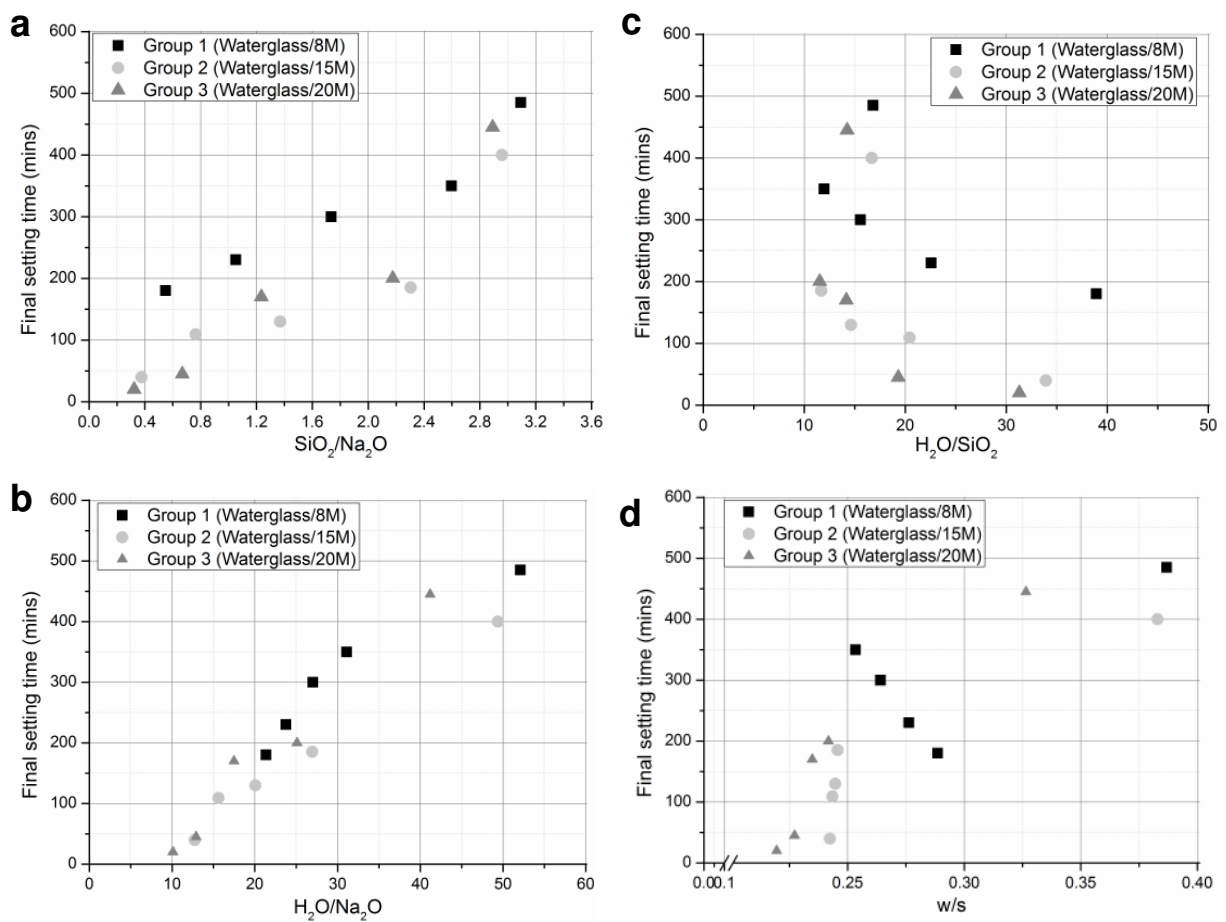 a
600
500
400
300
200
100
0
Final setting time (mins)
Group 1 (Waterglass/8M)
Group 2 (Waterglass/15M)
Group 3 (Waterglass/20M)
0.0 0.4 0.8 1.2 1.6 2.0 2.4 2.8 3.2 3.6
SiO₂/Na₂O
c
600
500
400
300
200
100
0
Final setting time (mins)
Group 1 (Waterglass/8M)
Group 2 (Waterglass/15M)
Group 3 (Waterglass/20M)
0 10 20 30 40 50
H₂O/SiO₂
b
600
500
400
300
200
100
0
Final setting time (mins)
Group 1 (Waterglass/8M)
Group 2 (Waterglass/15M)
Group 3 (Waterglass/20M)
0 10 20 30 40 50 60
H₂O/Na₂O
d
600
500
400
300
200
100
0
Final setting time (mins)
Group 1 (Waterglass/8M)
Group 2 (Waterglass/15M)
Group 3 (Waterglass/20M)
0.00 0.1 0.25 0.30 0.35 0.40
w/s